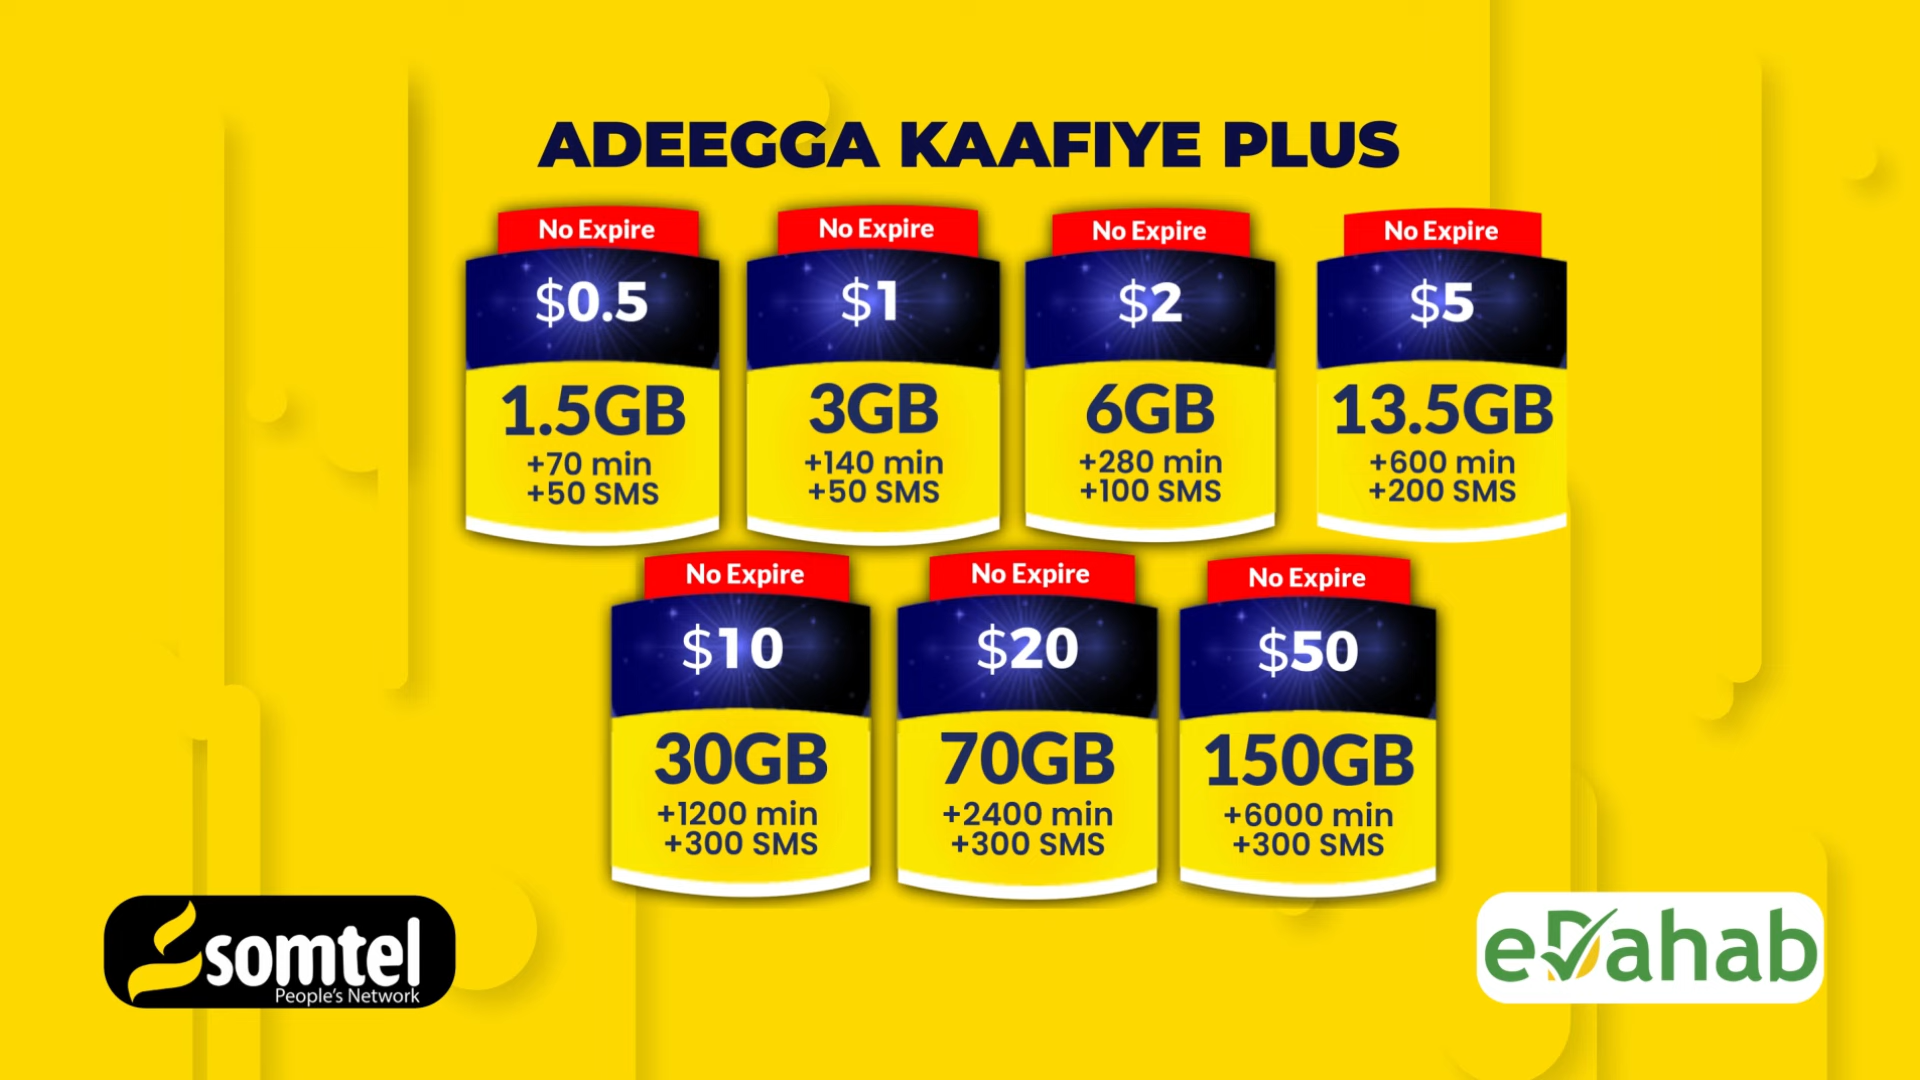 ADEEGGA KAAFIYE PLUS
No Expire
$0.5
1.5GB
+70 min
+50 SMS
No Expire
$1
3GB
+140 min
+50 SMS
No Expire
$2
6GB
+280 min
+100 SMS
No Expire
$5
13.5GB
+600 min
+200 SMS
No Expire
$10
30GB
+1200 min
+300 SMS
No Expire
$20
70GB
+2400 min
+300 SMS
No Expire
$50
150GB
+6000 min
+300 SMS
somtel
People's Network
eDahab